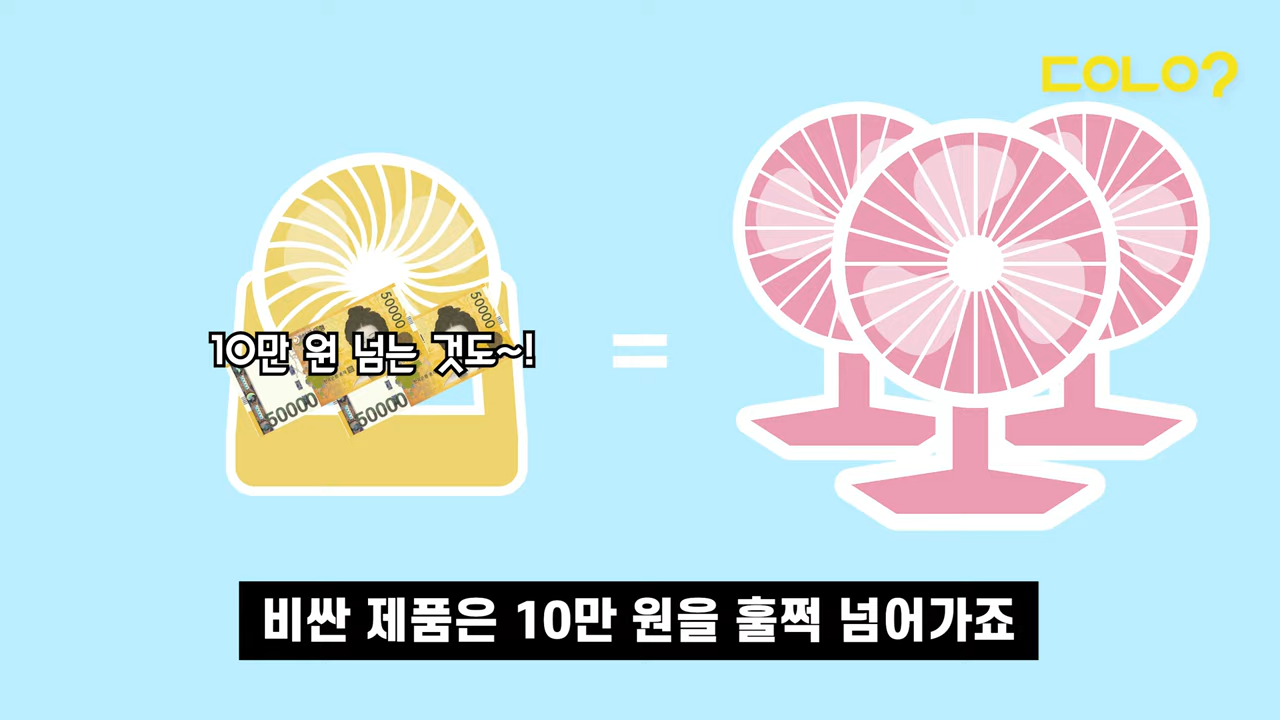 ㄷㅇㄴㅇ?
50000
50000
10만 원 넘는 것도~!
50000
50000
=
비싼 제품은 10만 원을 훌쩍 넘어가죠